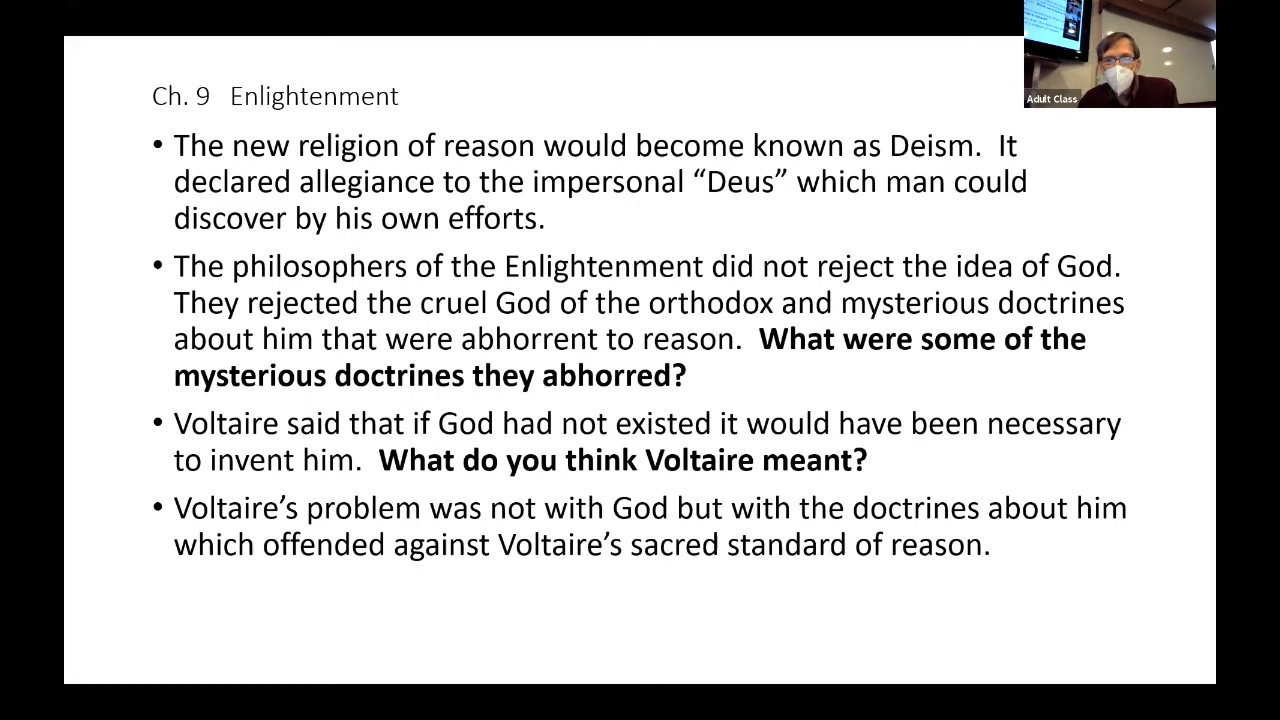 Ch. 9   Enlightenment
• The new religion of reason would become known as Deism.  It
declared allegiance to the impersonal “Deus” which man could
discover by his own efforts.
• The philosophers of the Enlightenment did not reject the idea of God.
They rejected the cruel God of the orthodox and mysterious doctrines
about him that were abhorrent to reason.  What were some of the
mysterious doctrines they abhorred?
• Voltaire said that if God had not existed it would have been necessary
to invent him.  What do you think Voltaire meant?
• Voltaire’s problem was not with God but with the doctrines about him
which offended against Voltaire’s sacred standard of reason.
Adult Class